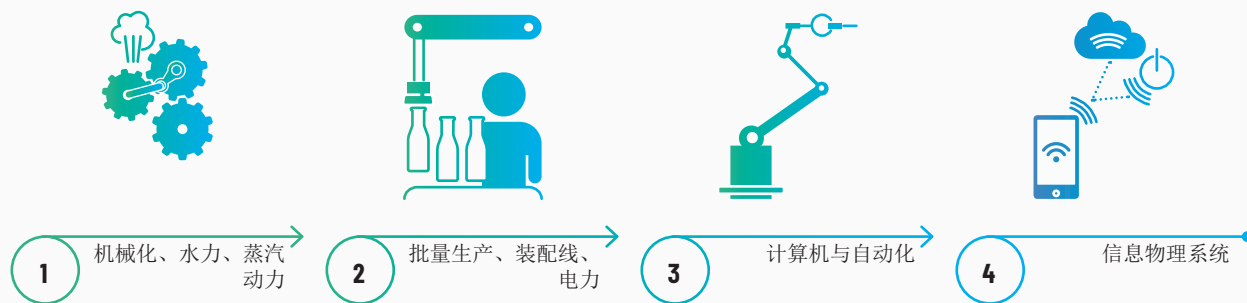 1
机械化、水力、蒸汽
动力
2
批量生产、装配线、
电力
3
计算机与自动化
4
信息物理系统